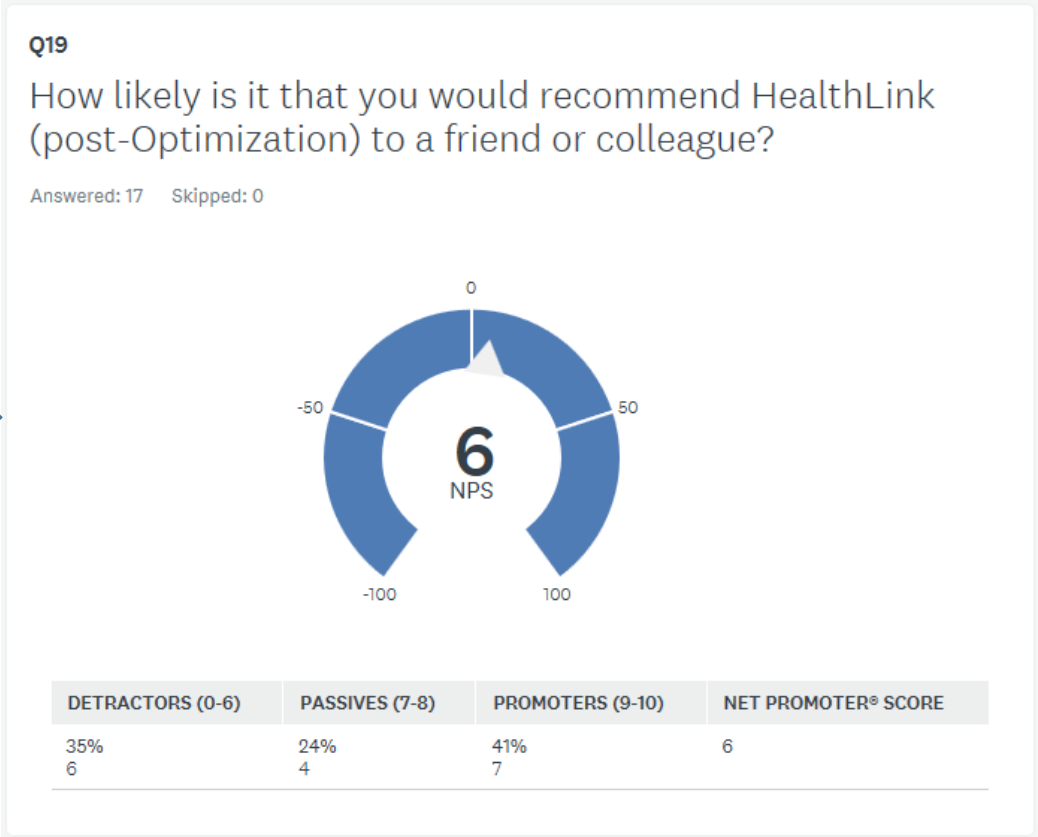 Q19
How likely is it that you would recommend HealthLink
(post-Optimization) to a friend or colleague?
Answered: 17 Skipped: 0
0
-50 50
6
NPS
-100 100
DETRACTORS (0-6) PASSIVES (7-8) PROMOTERS (9-10) NET PROMOTER® SCORE
35% 24% 41% 6
6 4 7